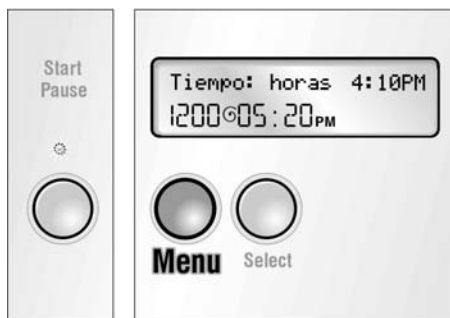 Start
Pause
Tiempo: horas 4:10PM
1200 05:20PM
Menu Select